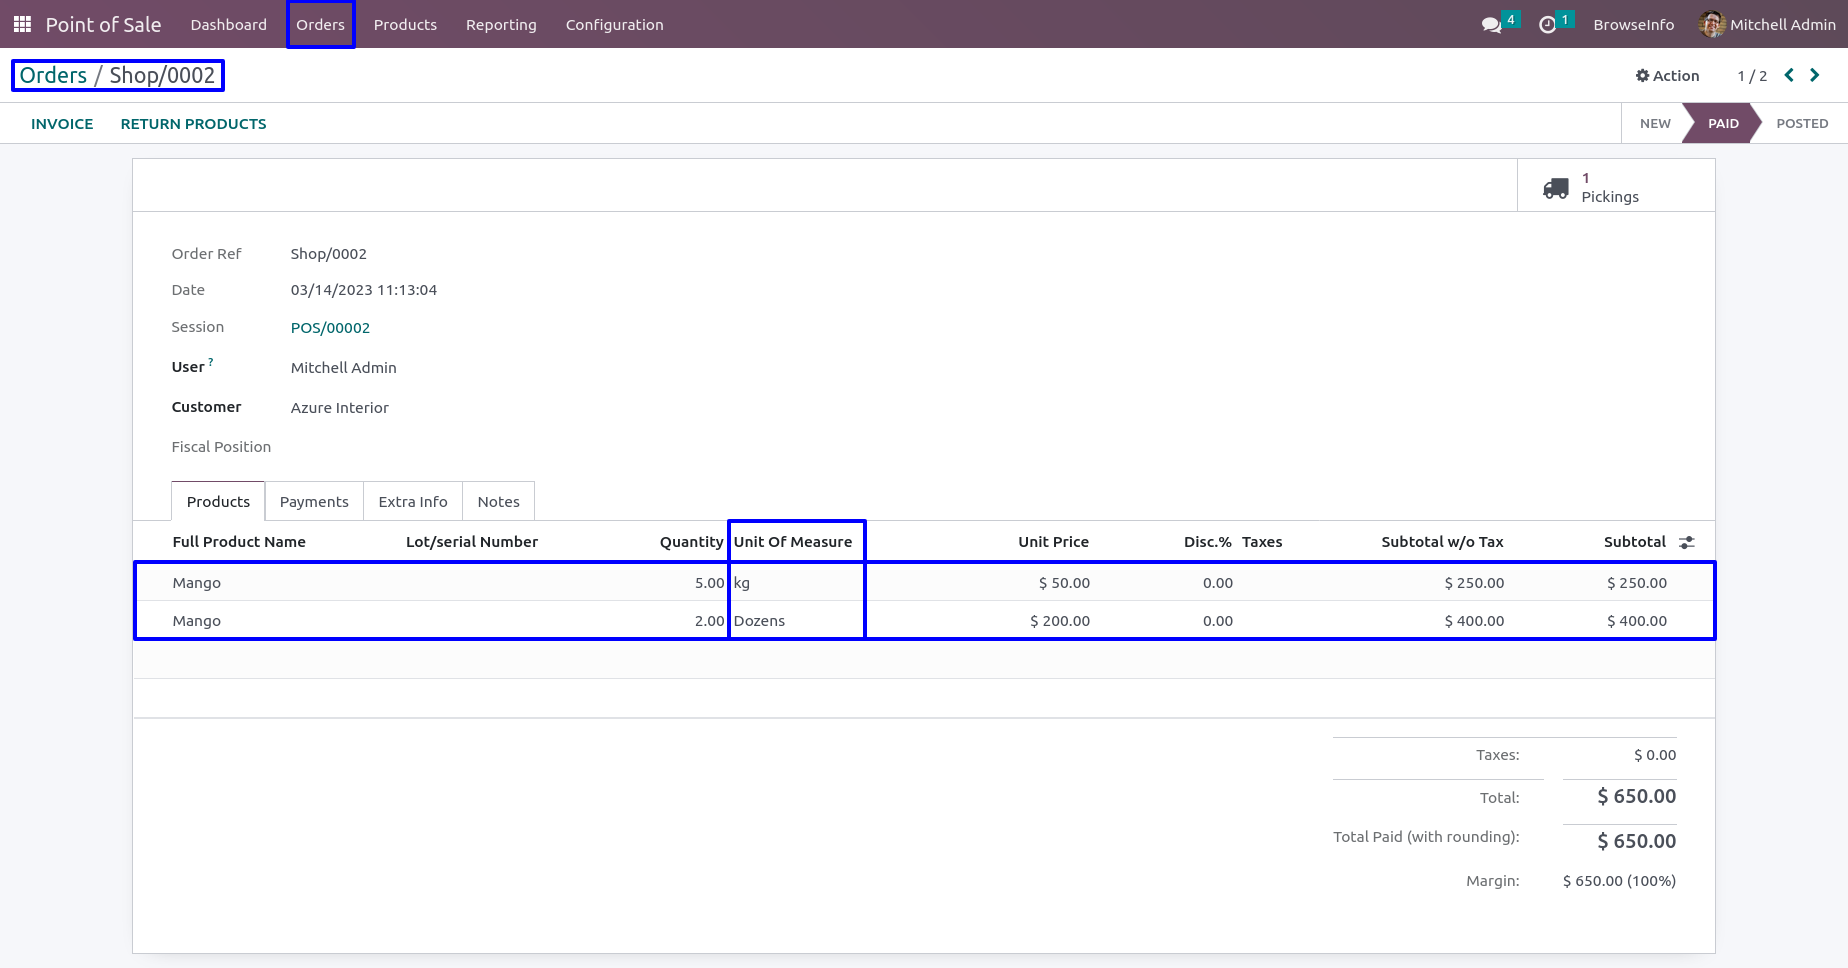 Point of Sale Dashboard Orders Products Reporting Configuration 4 1 BrowseInfo Mitchell Admin
Orders / Shop/0002 Action 1 / 2
INVOICE RETURN PRODUCTS NEW PAID POSTED
1
Pickings
Order Ref Shop/0002
Date 03/14/2023 11:13:04
Session POS/00002
User ? Mitchell Admin
Customer Azure Interior
Fiscal Position
Products Payments Extra Info Notes
Full Product Name Lot/serial Number Quantity Unit Of Measure Unit Price Disc.% Taxes Subtotal w/o Tax Subtotal
Mango 5.00 kg $ 50.00 0.00 $ 250.00 $ 250.00
Mango 2.00 Dozens $ 200.00 0.00 $ 400.00 $ 400.00
Taxes: $ 0.00
Total: $ 650.00
Total Paid (with rounding): $ 650.00
Margin: $ 650.00 (100%)